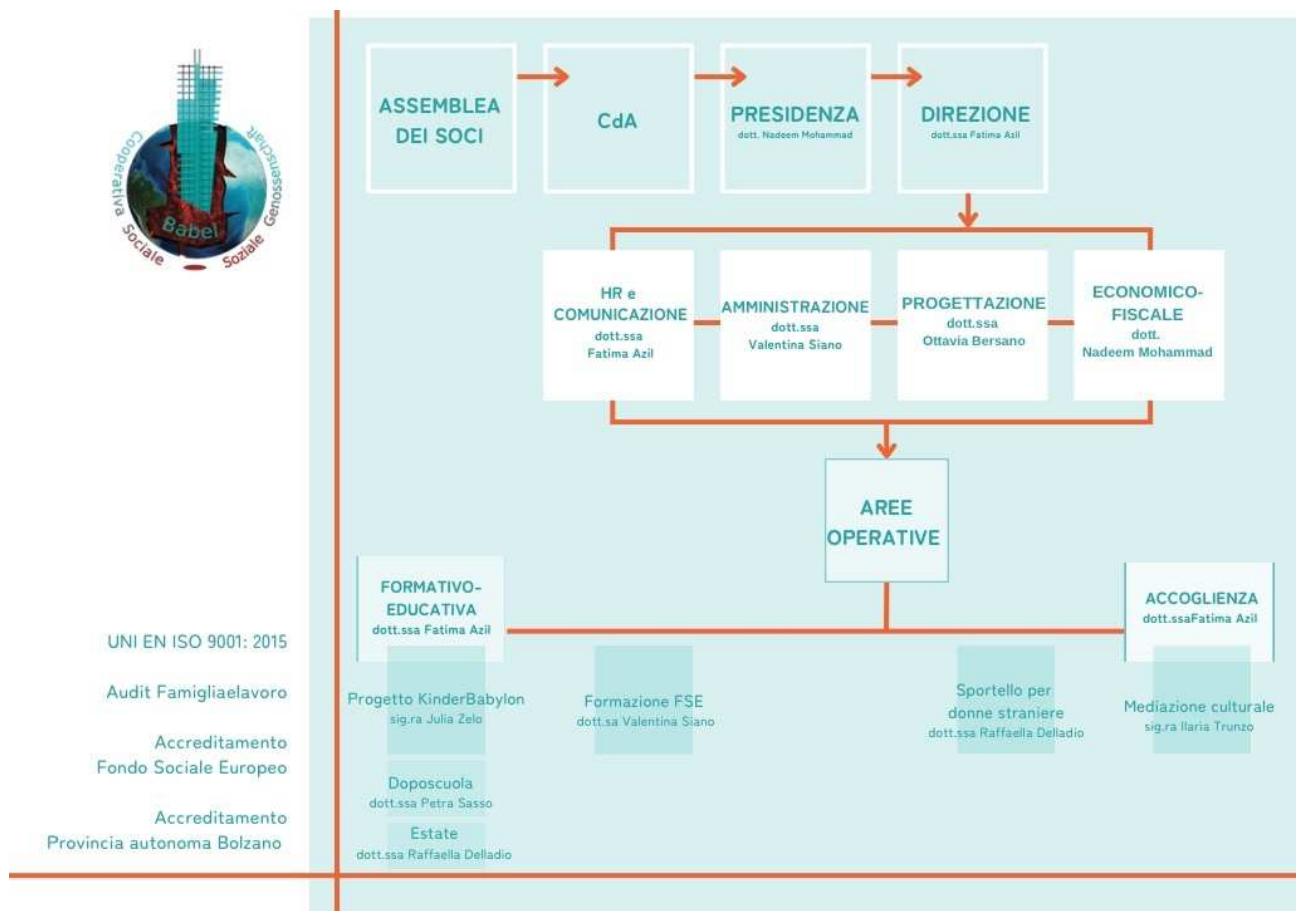 Cooperativa Sociale
Babel
Soziale Genossenschaft
ASSEMBLEA
DEI SOCI
CdA
PRESIDENZA
dott. Nadeem Mohammad
DIREZIONE
dott.ssa Fatima Asil
HR e
COMUNICAZIONE
dott.ssa
Fatima Azil
AMMINISTRAZIONE
dott.ssa
Valentina Siano
PROGETTAZIONE
dott.ssa
Ottavia Bersano
ECONOMICO-
FISCALE
dott.
Nadeem Mohammad
AREE
OPERATIVE
FORMATIVO-
EDUCATIVA
dott.ssa Fatima Azil
ACCOGLIENZA
dott.ssaFatima Azil
Progetto KinderBabylon
sig.ra Julia Zelo
Formazione FSE
dott.sa Valentina Siano
Sportello per
donne straniere
dott.ssa Raffaella Delladio
Mediazione culturale
sig.ra Ilaria Trunzo
Doposcuola
dott.ssa Petra Sasso
Estate
dott.ssa Raffaella Delladio
UNI EN ISO 9001: 2015
Audit Famigliaelavoro
Accreditamento
Fondo Sociale Europeo
Accreditamento
Provincia autonoma Bolzano